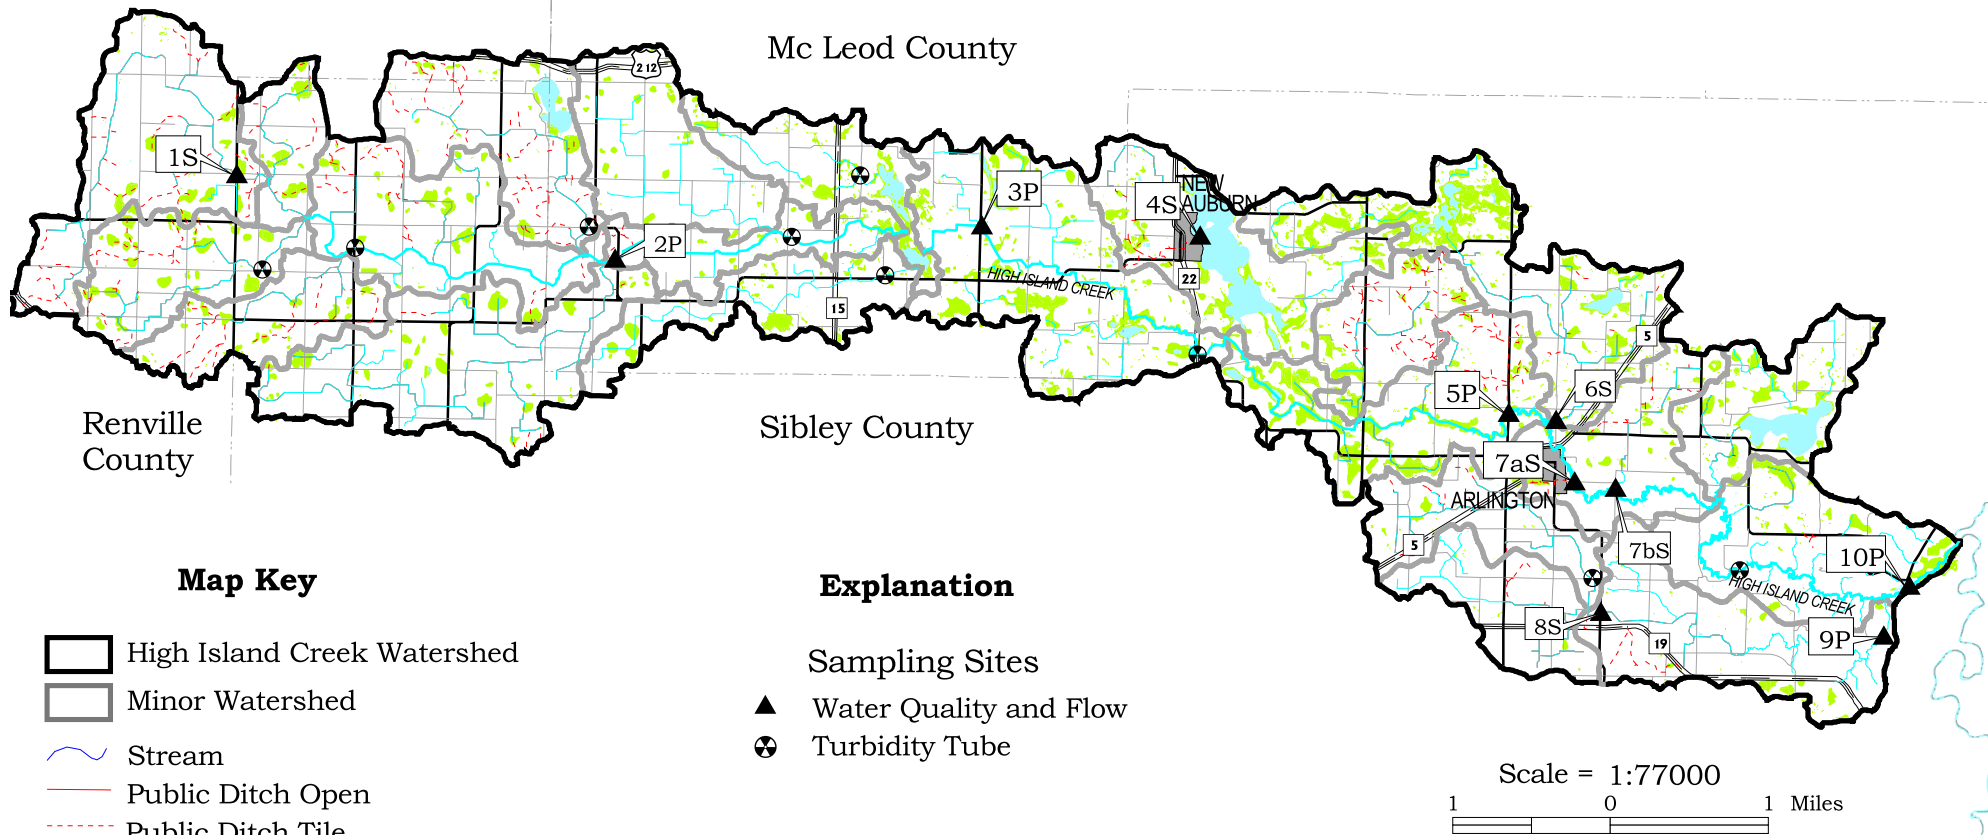 Mc Leod County
2 12
1S
3P
4S
NEW
AUBURN
2P
HIGH ISLAND CREEK
22
15
5
5P
6S
Renville
County
Sibley County
7aS
ARLINGTON
5
7bS
10P
HIGH ISLAND CREEK
8S
19
9P
Map Key
High Island Creek Watershed
Minor Watershed
Stream
Public Ditch Open
Public Ditch Tile
Explanation
Sampling Sites
Water Quality and Flow
Turbidity Tube
Scale = 1:77000
1 0 1 Miles